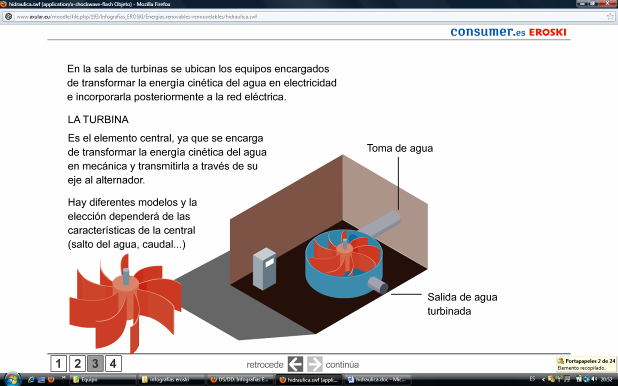 hidraulica.swf (application/x-shockwave-flash Objeto) - Mozilla Firefox
www.axular.eu/moodle/file.php/193/Infografias_EROSKI/Energias.renovables-renouvelables/hidraulica.swf
consumer.es EROSKI
En la sala de turbinas se ubican los equipos encargados
de transformar la energía cinética del agua en electricidad
e incorporarla posteriormente a la red eléctrica.
LA TURBINA
Es el elemento central, ya que se encarga
de transformar la energía cinética del agua
en mecánica y transmitirla a través de su
eje al alternador.
Toma de agua
Hay diferentes modelos y la
elección dependerá de las
características de la central
(salto del agua, caudal...)
Salida de agua
turbinada
1 2 3 4
retrocede continúa
Portapapeles 2 de 24
Elemento recopilado.
Equipo
Infografias eroski
DS/DD: Infografías E...
hidraulica.swf (appli...
hidraulica.doc - Mic...
ES
20:52